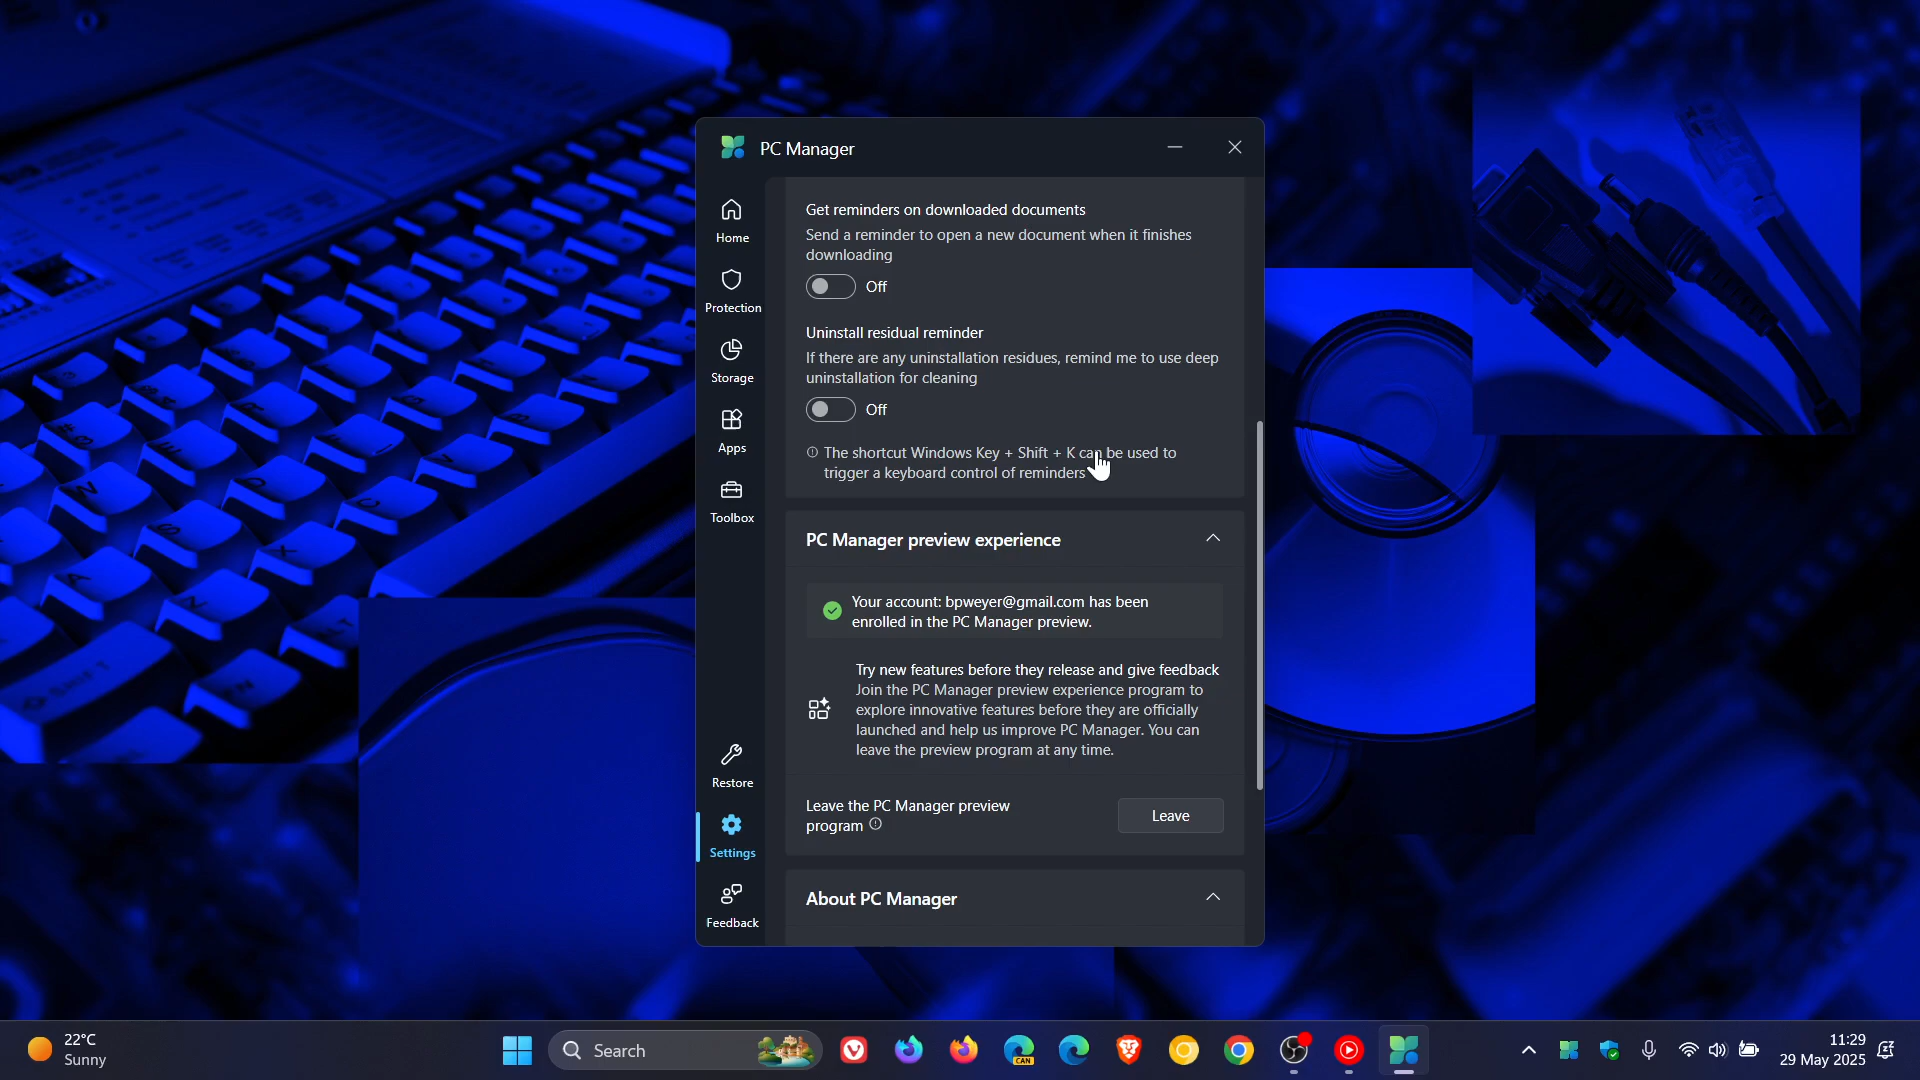 PC Manager
Home
Protection
Storage
Apps
Toolbox
Restore
Settings
Feedback
Get reminders on downloaded documents
Send a reminder to open a new document when it finishes
downloading
Off
Uninstall residual reminder
If there are any uninstallation residues, remind me to use deep
uninstallation for cleaning
Off
The shortcut Windows Key + Shift + K can be used to
trigger a keyboard control of reminders
PC Manager preview experience
Your account: bpweyer@gmail.com has been
enrolled in the PC Manager preview.
Try new features before they release and give feedback
Join the PC Manager preview experience program to
explore innovative features before they are officially
launched and help us improve PC Manager. You can
leave the preview program at any time.
Leave the PC Manager preview
program
Leave
About PC Manager
22°C
Sunny
Search
CAN
11:29
29 May 2025